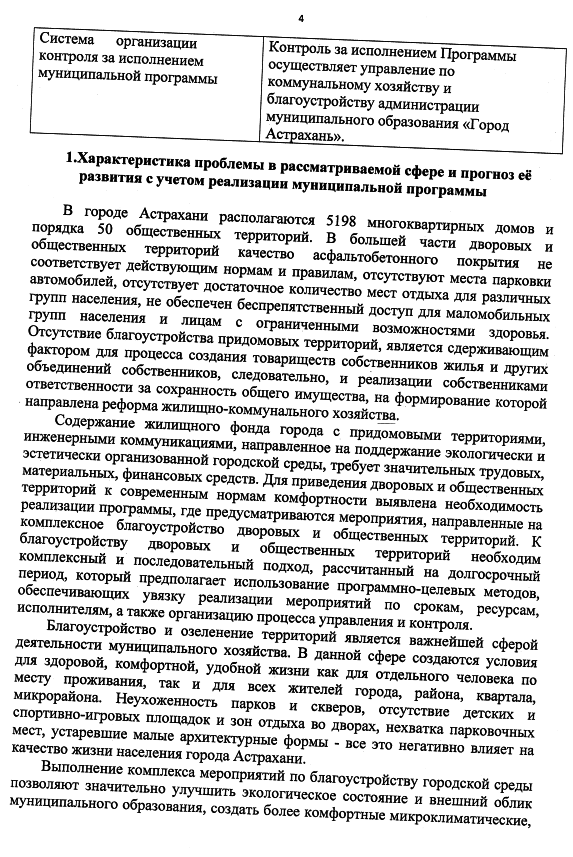 4
Система организации
контроля за исполнением
муниципальной программы
Контроль за исполнением Программы
осуществляет управление по
коммунальному хозяйству и
благоустройству администрации
муниципального образования «Город
Астрахань».
1.Характеристика проблемы в рассматриваемой сфере и прогноз её
развития с учетом реализации муниципальной программы
В городе Астрахани располагаются 5198 многоквартирных домов и
порядка 50 общественных территорий. В большей части дворовых и
общественных территорий качество асфальтобетонного покрытия не
соответствует действующим нормам и правилам, отсутствуют места парковки
автомобилей, отсутствует достаточное количество мест отдыха для различных
групп населения, не обеспечен беспрепятственный доступ для маломобильных
групп населения и лицам с ограниченными возможностями здоровья.
Отсутствие благоустройства придомовых территорий, является сдерживающим
фактором для процесса создания товариществ собственников жилья и других
объединений собственников, следовательно, и реализации собственниками
ответственности за сохранность общего имущества, на формирование которой
направлена реформа жилищно-коммунального хозяйства.
Содержание жилищного фонда города с придомовыми территориями,
инженерными коммуникациями, направленное на поддержание экологически и
эстетически организованной городской среды, требует значительных трудовых,
материальных, финансовых средств. Для приведения дворовых и общественных
территорий к современным нормам комфортности выявлена необходимость
реализации программы, где предусматриваются мероприятия, направленные на
комплексное благоустройство дворовых и общественных территорий. К
благоустройству дворовых и общественных территорий необходим
комплексный и последовательный подход, рассчитанный на долгосрочный
период, который предполагает использование программно-целевых методов,
обеспечивающих увязку реализации мероприятий по срокам, ресурсам,
исполнителям, а также организацию процесса управления и контроля.
Благоустройство и озеленение территорий является важнейшей сферой
деятельности муниципального хозяйства. В данной сфере создаются условия
для здоровой, комфортной, удобной жизни как для отдельного человека по
месту проживания, так и для всех жителей города, района, квартала,
микрорайона. Неухоженность парков и скверов, отсутствие детских и
спортивно-игровых площадок и зон отдыха во дворах, нехватка парковочных
мест, устаревшие малые архитектурные формы - все это негативно влияет на
качество жизни населения города Астрахани.
Выполнение комплекса мероприятий по благоустройству городской среды
позволяют значительно улучшить экологическое состояние и внешний облик
муниципального образования, создать более комфортные микроклиматические,